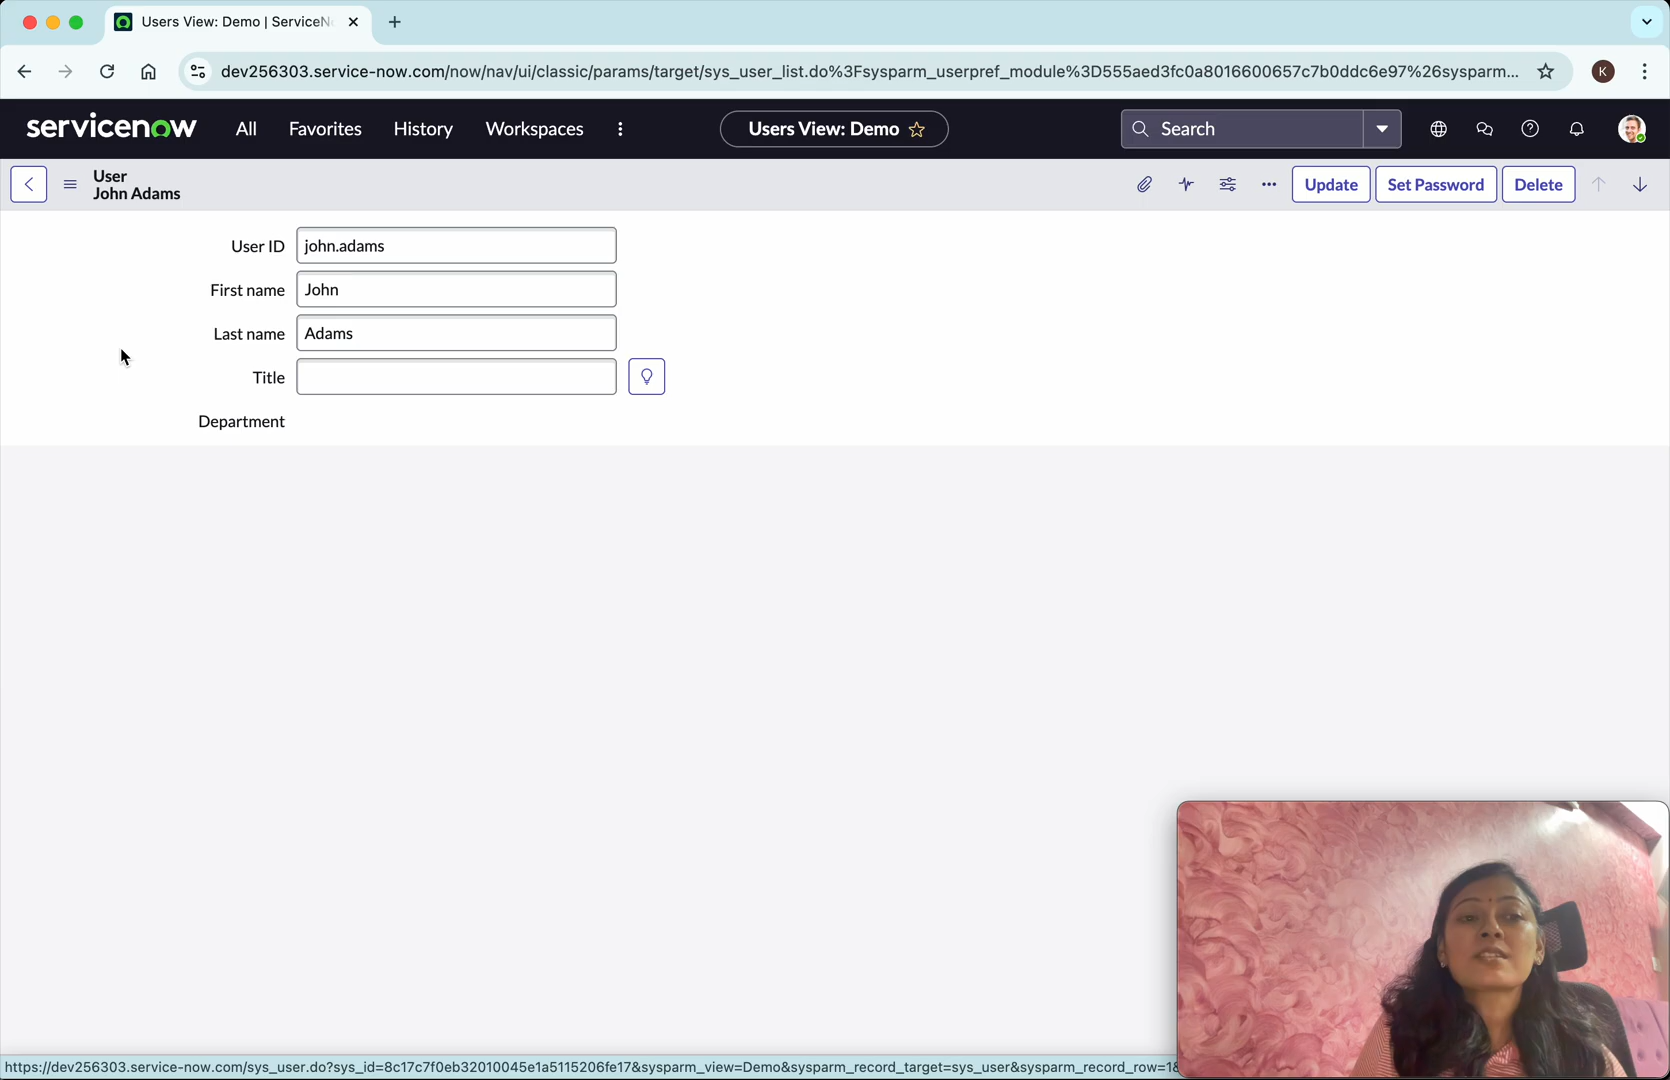 Users View: Demo | ServiceN
dev256303.service-now.com/now/nav/ui/classic/params/target/sys_user_list.do%3Fsysparm_userpref_module%3D555aed3fc0a8016600657c7b0ddc6e97%26sysparm...
K
servicenow All Favorites History Workspaces Users View: Demo Search
User
John Adams
Update Set Password Delete
User ID john.adams
First name John
Last name Adams
Title
Department
https://dev256303.service-now.com/sys_user.do?sys_id=8c17c7f0eb32010045e1a5115206fe17&sysparm_view=Demo&sysparm_record_target=sys_user&sysparm_record_row=1&